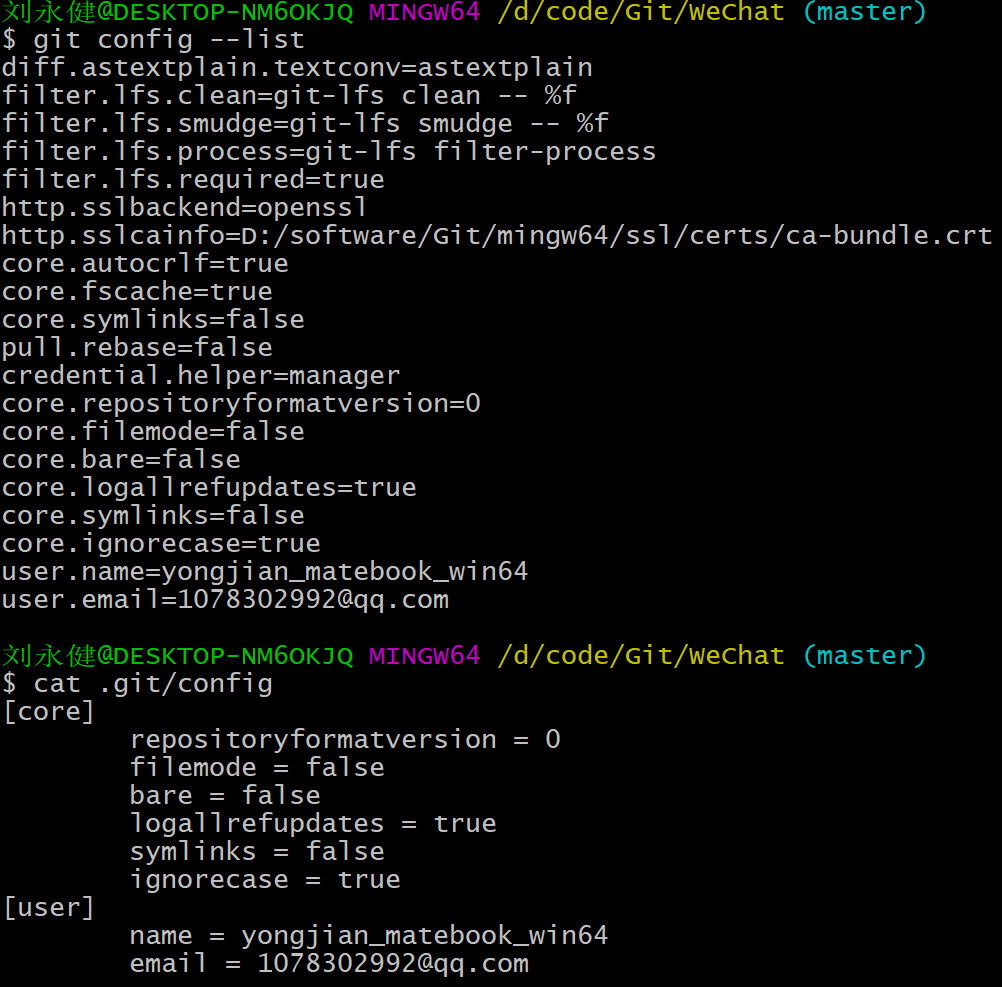 刘永健@DESKTOP-NM6OKJQ MINGW64 /d/code/Git/WeChat (master)
$ git config --list
diff.astextplain.textconv=astextplain
filter.lfs.clean=git-lfs clean -- %f
filter.lfs.smudge=git-lfs smudge -- %f
filter.lfs.process=git-lfs filter-process
filter.lfs.required=true
http.sslbackend=openssl
http.sslcainfo=D:/software/Git/mingw64/ssl/certs/ca-bundle.crt
core.autocrlf=true
core.fscache=true
core.symlinks=false
pull.rebase=false
credential.helper=manager
core.repositoryformatversion=0
core.filemode=false
core.bare=false
core.logallrefupdates=true
core.symlinks=false
core.ignorecase=true
user.name=yongjian_matebook_win64
user.email=1078302992@qq.com
刘永健@DESKTOP-NM6OKJQ MINGW64 /d/code/Git/WeChat (master)
$ cat .git/config
[core]
repositoryformatversion = 0
filemode = false
bare = false
logallrefupdates = true
symlinks = false
ignorecase = true
[user]
name = yongjian_matebook_win64
email = 1078302992@qq.com